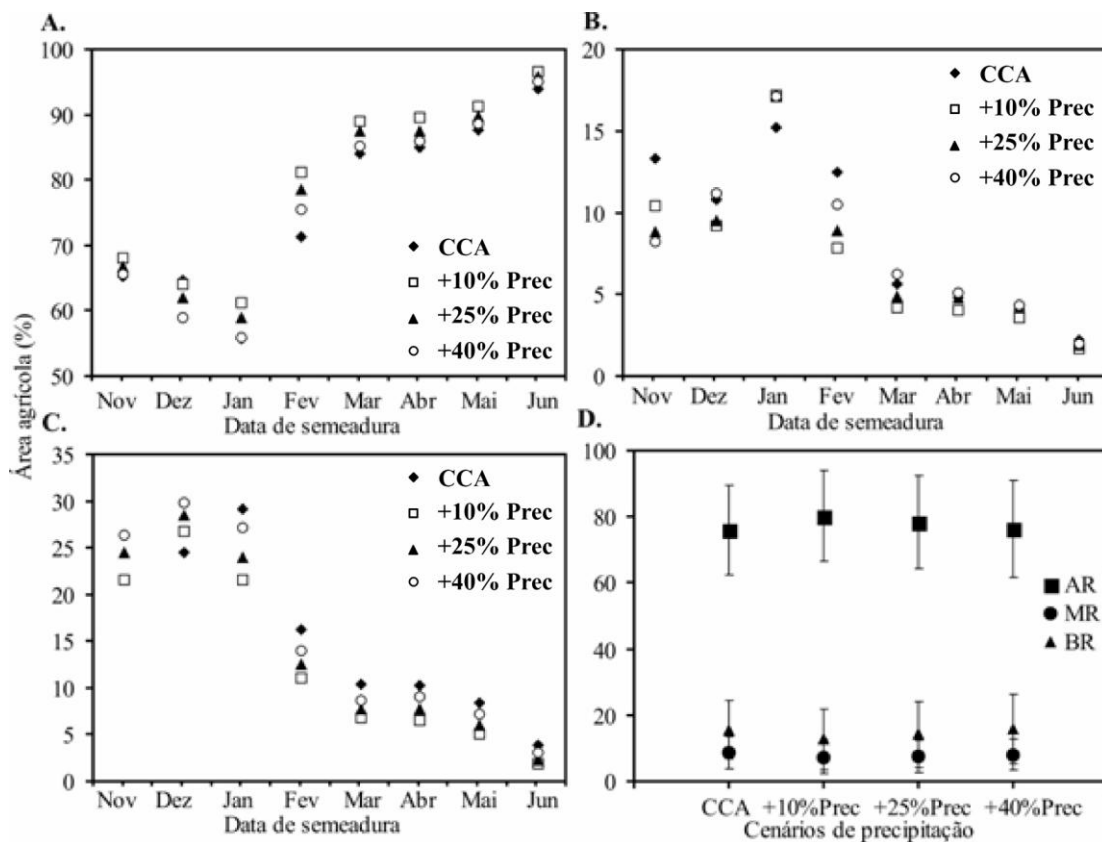 A.
100
90
80
70
60
50
CCA
+10% Prec
+25% Prec
+40% Prec
Nov Dez Jan Fev Mar Abr Mai Jun
Data de semeadura
B.
20
15
10
5
0
CCA
+10% Prec
+25% Prec
+40% Prec
Nov Dez Jan Fev Mar Abr Mai Jun
Data de semeadura
Área agrícola (%)
C.
35
30
25
20
15
10
5
0
CCA
+10% Prec
+25% Prec
+40% Prec
Nov Dez Jan Fev Mar Abr Mai Jun
Data de semeadura
D.
100
80
60
40
20
0
AR
MR
BR
CCA +10%Prec +25%Prec +40%Prec
Cenários de precipitação